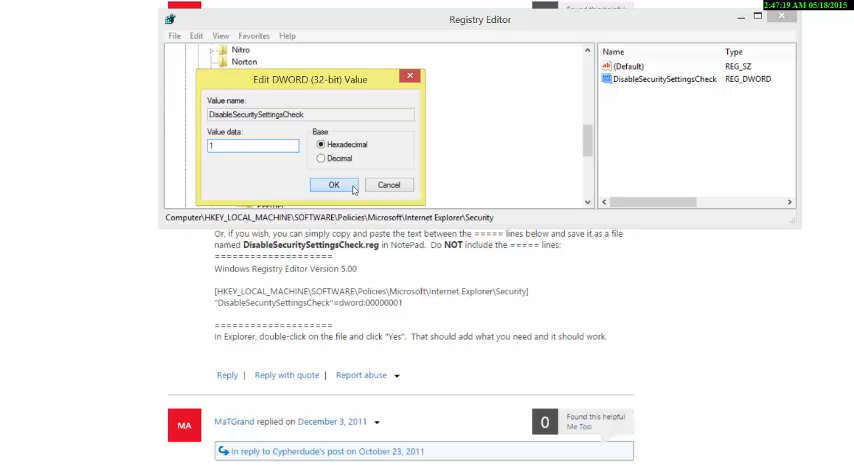 2:47:19 AM 05/18/2015
Registry Editor
File Edit View Favorites Help
Nitro
Norton
Name Type
(Default) REG_SZ
DisableSecuritySettingsCheck REG_DWORD
Edit DWORD (32-bit) Value
Value name:
DisableSecuritySettingsCheck
Value data:
1
Base
Hexadecimal
Decimal
OK Cancel
Computer\HKEY_LOCAL_MACHINE\SOFTWARE\Policies\Microsoft\Internet Explorer\Security
Or, if you wish, you can simply copy and paste the text between the ===== lines below and save it as a file
named DisableSecuritySettingsCheck.reg in NotePad. Do NOT include the ===== lines:
====================
Windows Registry Editor Version 5.00
[HKEY_LOCAL_MACHINE\SOFTWARE\Policies\Microsoft\Internet Explorer\Security]
"DisableSecuritySettingsCheck"=dword:00000001
====================
In Explorer, double-click on the file and click "Yes". That should add what you need and it should work.
Reply | Reply with quote | Report abuse
MA
MaTGrand replied on December 3, 2011
0
Found this helpful
Me Too
In reply to Cypherdude's post on October 23, 2011